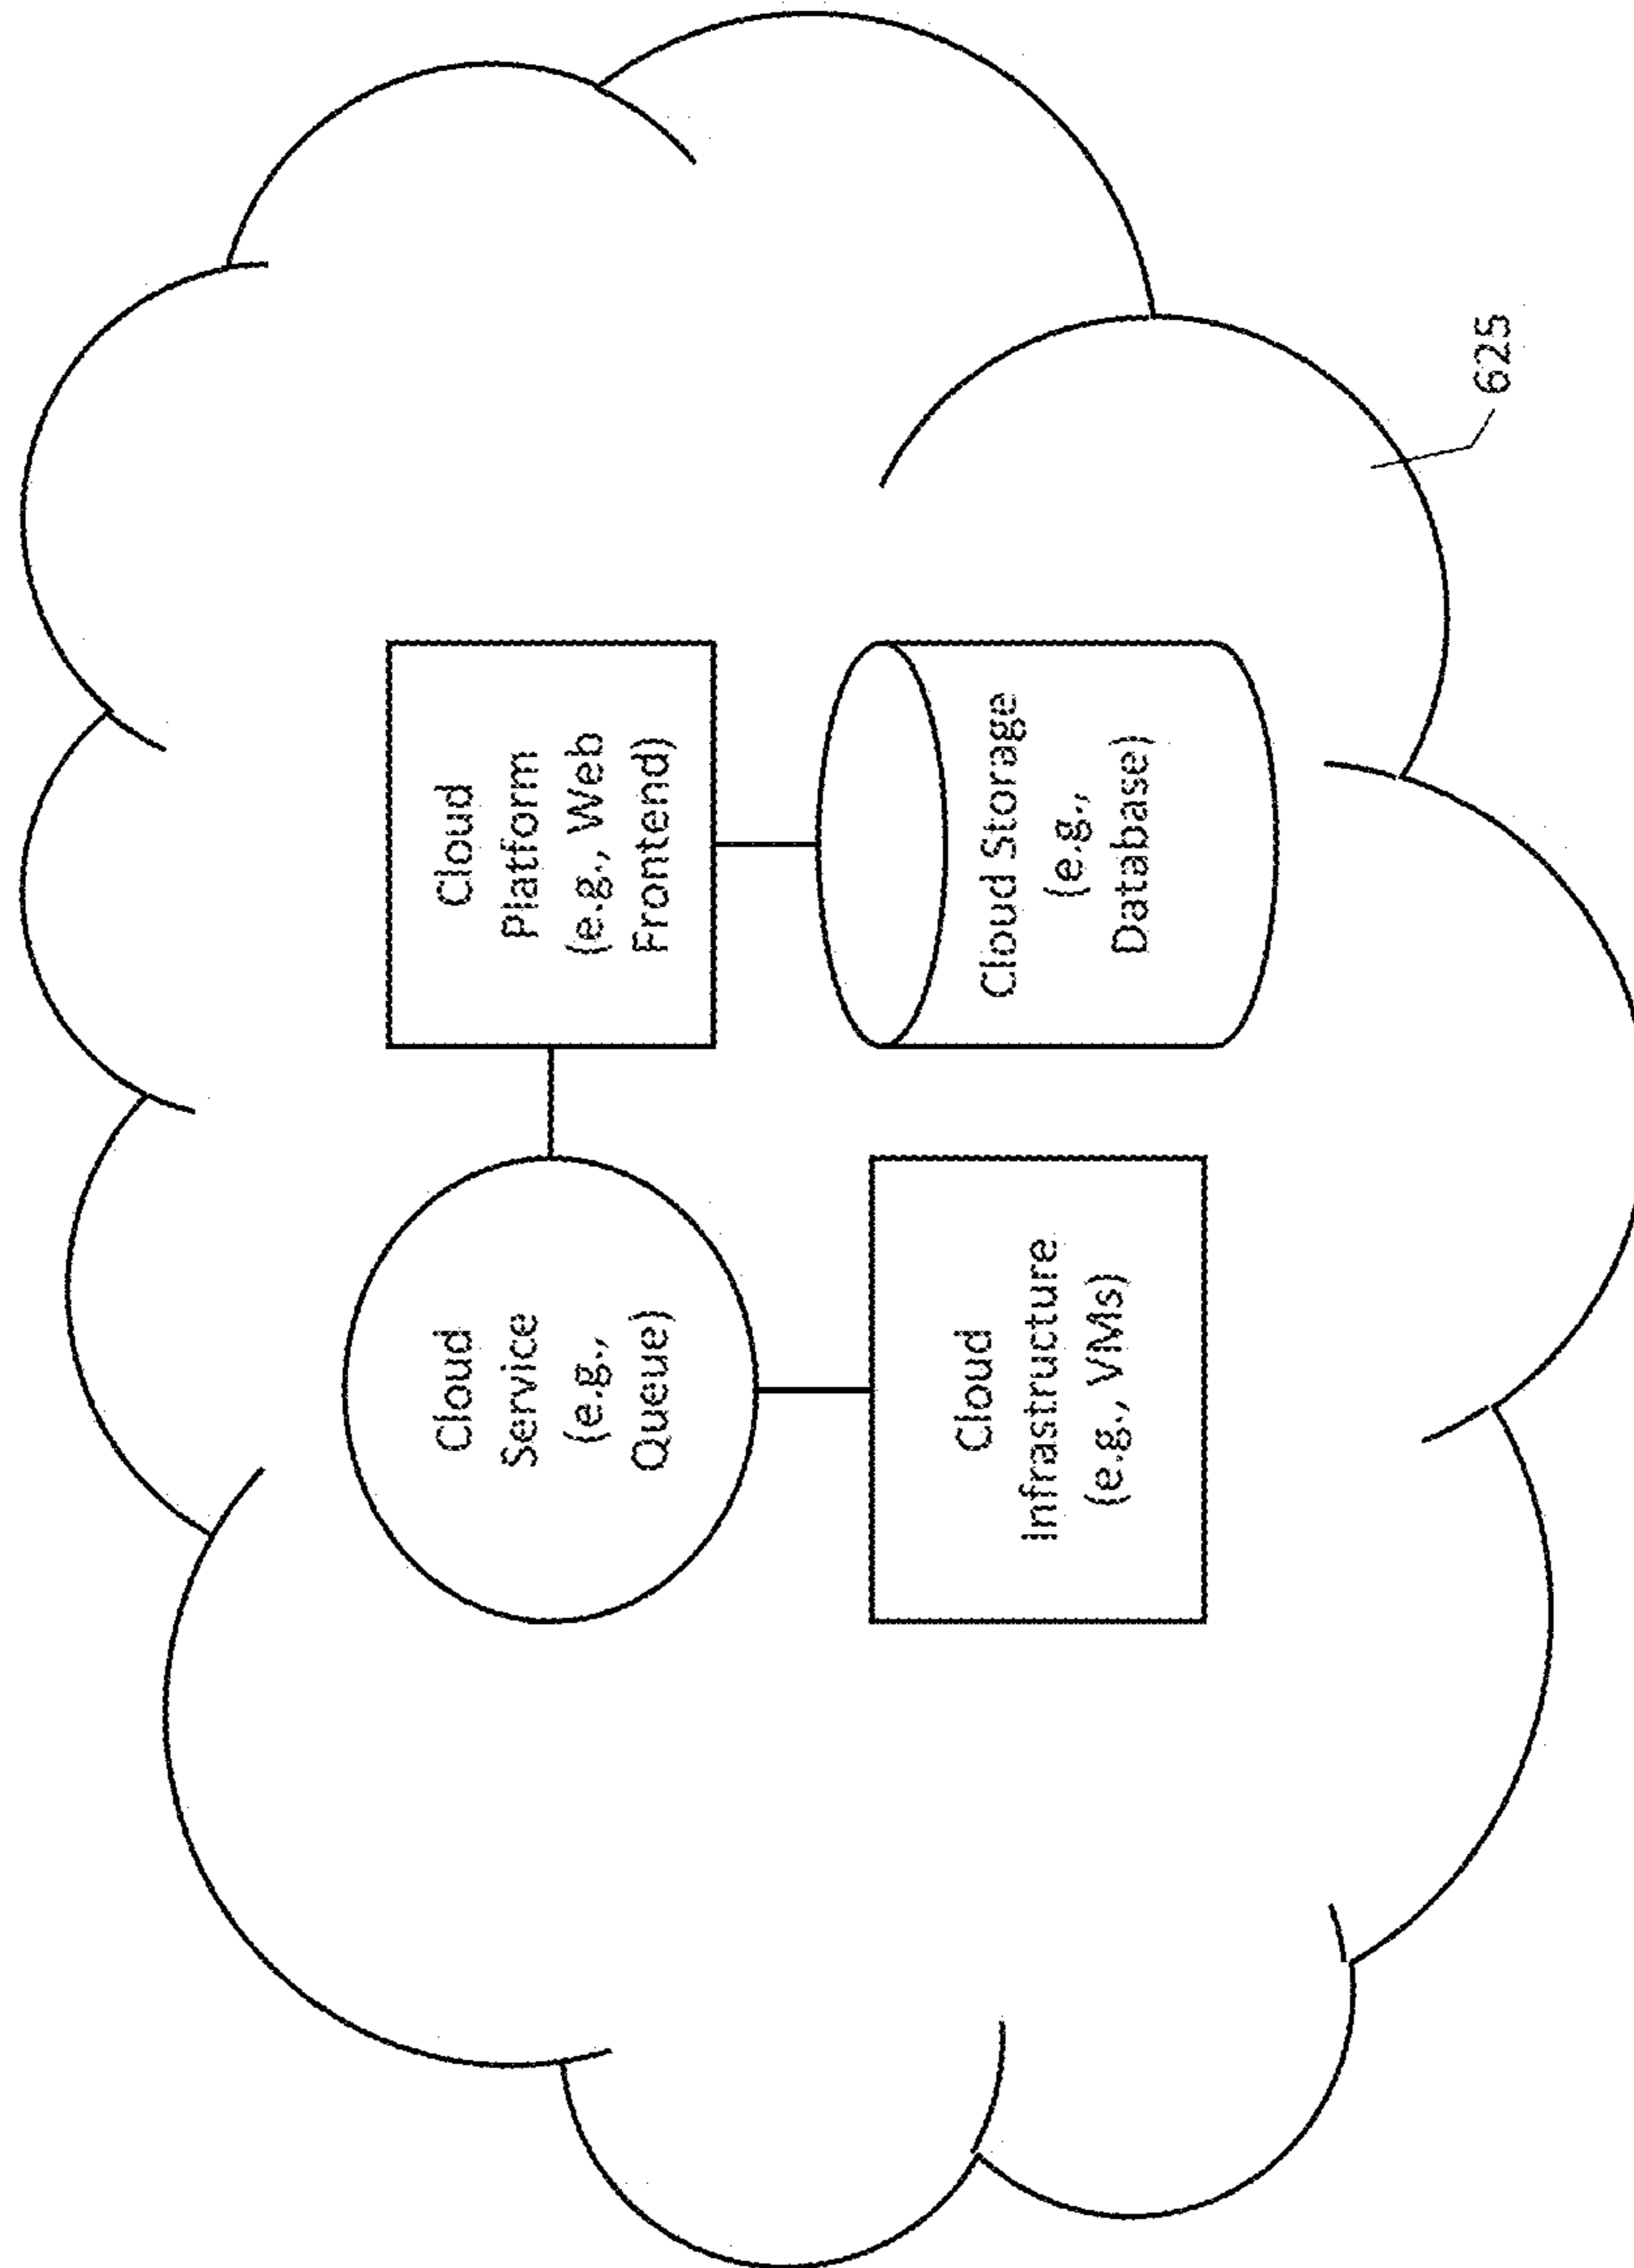 Cloud
Service
(e.g.,
Queue)
Cloud
Platform
(e.g., Web
Frontend)
Cloud
Infrastructure
(e.g., VMs)
Cloud Storage
(e.g.,
Database)
625